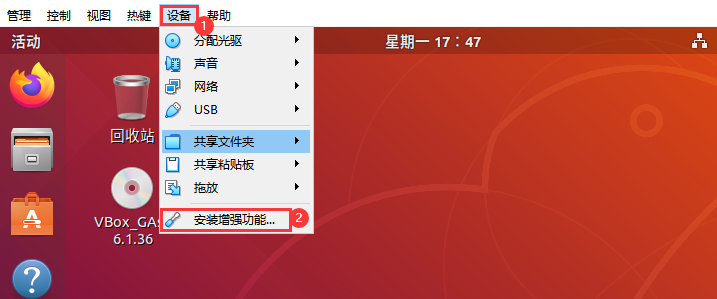 管理 控制 视图 热键 设备 帮助
1
活动 星期一 17：47
分配光驱
声音
网络
USB
共享文件夹
共享粘贴板
拖放
安装增强功能... 2
回收站
VBox_GAs
6.1.36